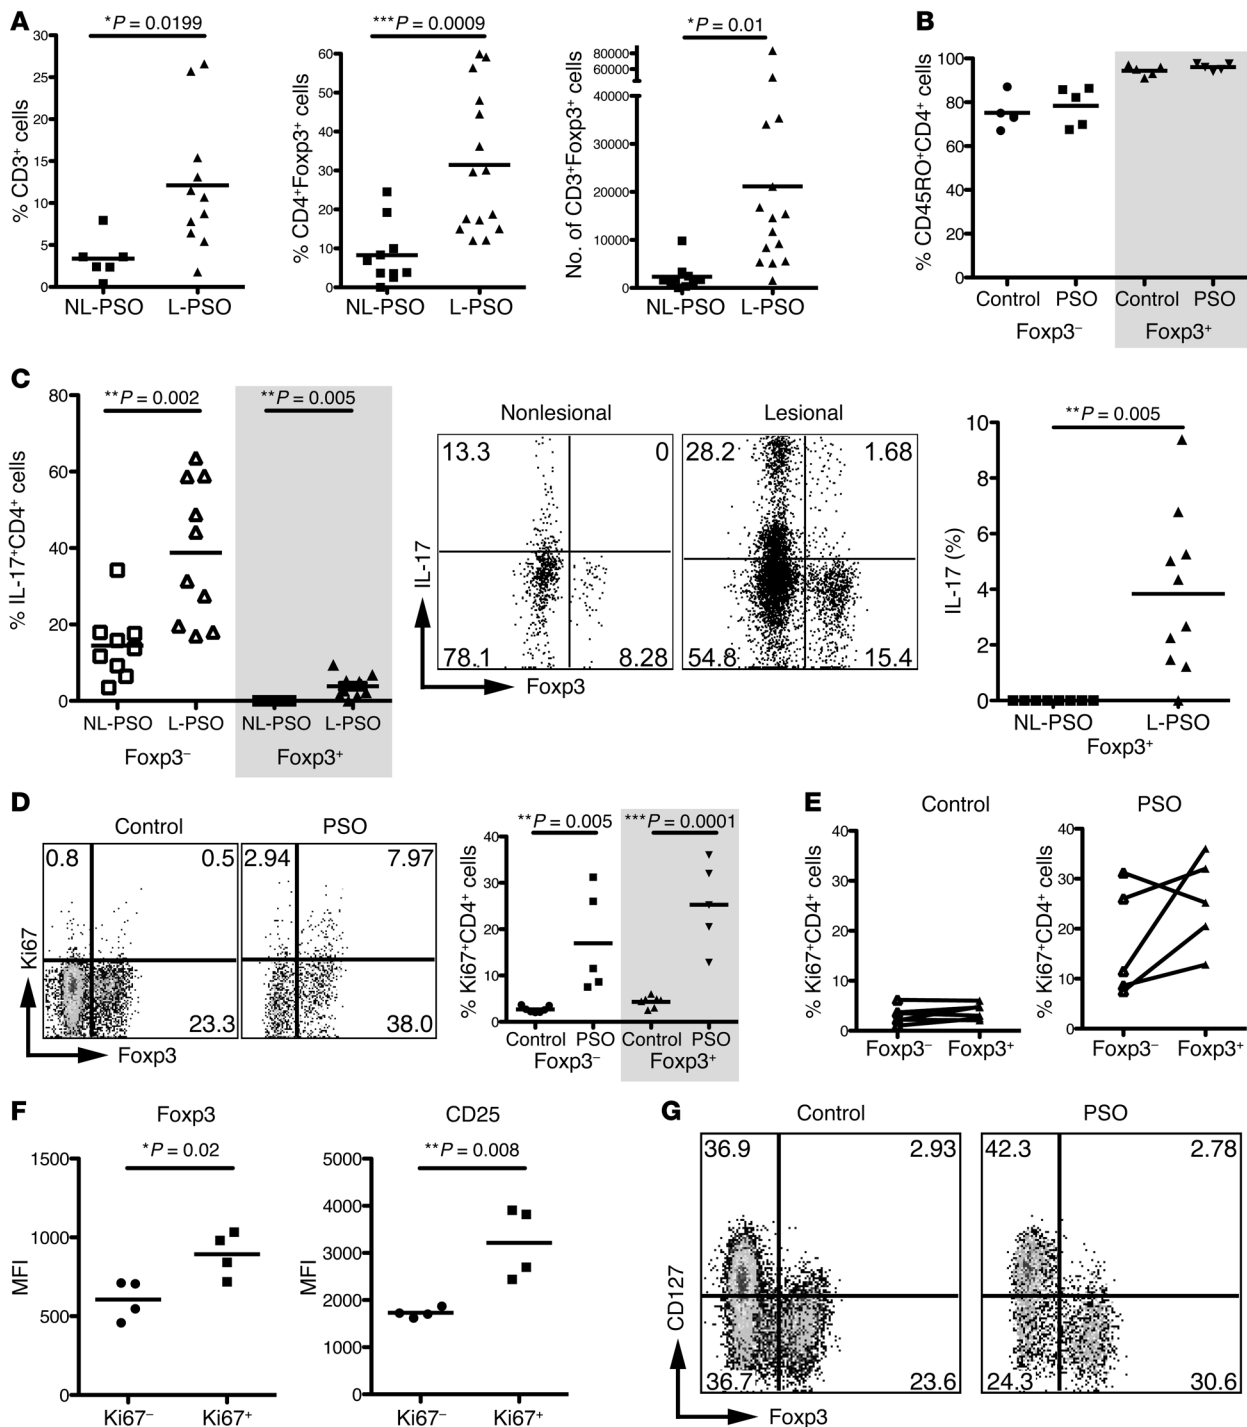 A
*P = 0.0199
% CD3+ cells
30
25
20
15
10
5
0
NL-PSO L-PSO
***P = 0.0009
% CD4+Foxp3+ cells
60
50
40
30
20
10
0
NL-PSO L-PSO
*P = 0.01
No. of CD3+Foxp3+ cells
80000
60000
40000
30000
20000
10000
0
NL-PSO L-PSO
B
% CD45RO+CD4+ cells
100
80
60
40
20
0
Control PSO Control PSO
Foxp3– Foxp3+
C
**P = 0.002 **P = 0.005
% IL-17+CD4+ cells
80
60
40
20
0
NL-PSO L-PSO NL-PSO L-PSO
Foxp3– Foxp3+
Nonlesional Lesional
13.3 0 28.2 1.68
IL-17
78.1 8.28 54.8 15.4
Foxp3
**P = 0.005
IL-17 (%)
10
8
6
4
2
0
NL-PSO L-PSO
Foxp3+
D
Control PSO
0.8 0.5 2.94 7.97
Ki67
23.3 38.0
Foxp3
**P = 0.005 ***P = 0.0001
% Ki67+CD4+ cells
40
30
20
10
0
Control PSO Control PSO
Foxp3– Foxp3+
E
Control
% Ki67+CD4+ cells
40
30
20
10
0
Foxp3– Foxp3+
PSO
% Ki67+CD4+ cells
40
30
20
10
0
Foxp3– Foxp3+
F
Foxp3
*P = 0.02
MFI
1500
1000
500
0
Ki67– Ki67+
CD25
**P = 0.008
MFI
5000
4000
3000
2000
1000
0
Ki67– Ki67+
G
Control PSO
36.9 2.93 42.3 2.78
CD127
36.7 23.6 24.3 30.6
Foxp3